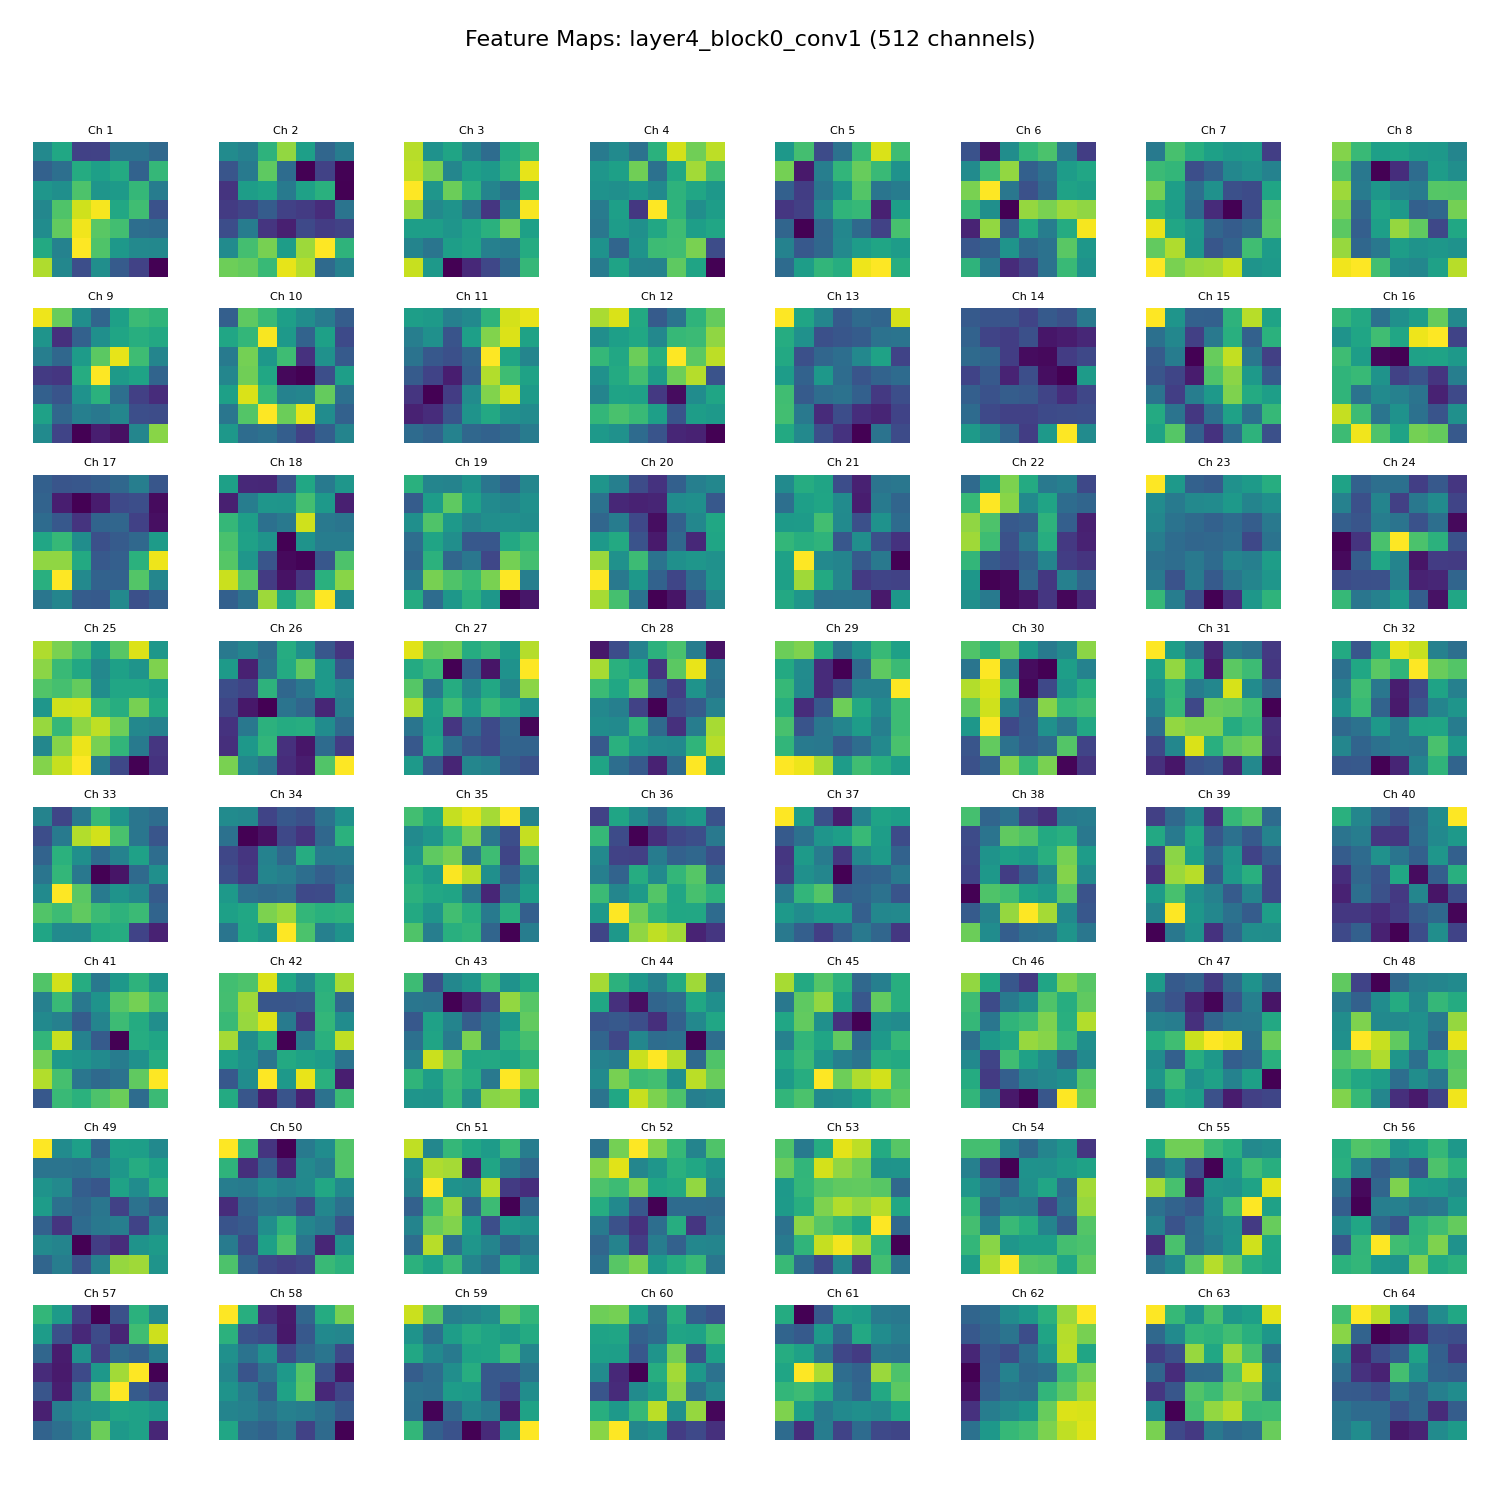 Feature Maps: layer4_block0_conv1 (512 channels)
Ch 1 Ch 2 Ch 3 Ch 4 Ch 5 Ch 6 Ch 7 Ch 8
Ch 9 Ch 10 Ch 11 Ch 12 Ch 13 Ch 14 Ch 15 Ch 16
Ch 17 Ch 18 Ch 19 Ch 20 Ch 21 Ch 22 Ch 23 Ch 24
Ch 25 Ch 26 Ch 27 Ch 28 Ch 29 Ch 30 Ch 31 Ch 32
Ch 33 Ch 34 Ch 35 Ch 36 Ch 37 Ch 38 Ch 39 Ch 40
Ch 41 Ch 42 Ch 43 Ch 44 Ch 45 Ch 46 Ch 47 Ch 48
Ch 49 Ch 50 Ch 51 Ch 52 Ch 53 Ch 54 Ch 55 Ch 56
Ch 57 Ch 58 Ch 59 Ch 60 Ch 61 Ch 62 Ch 63 Ch 64